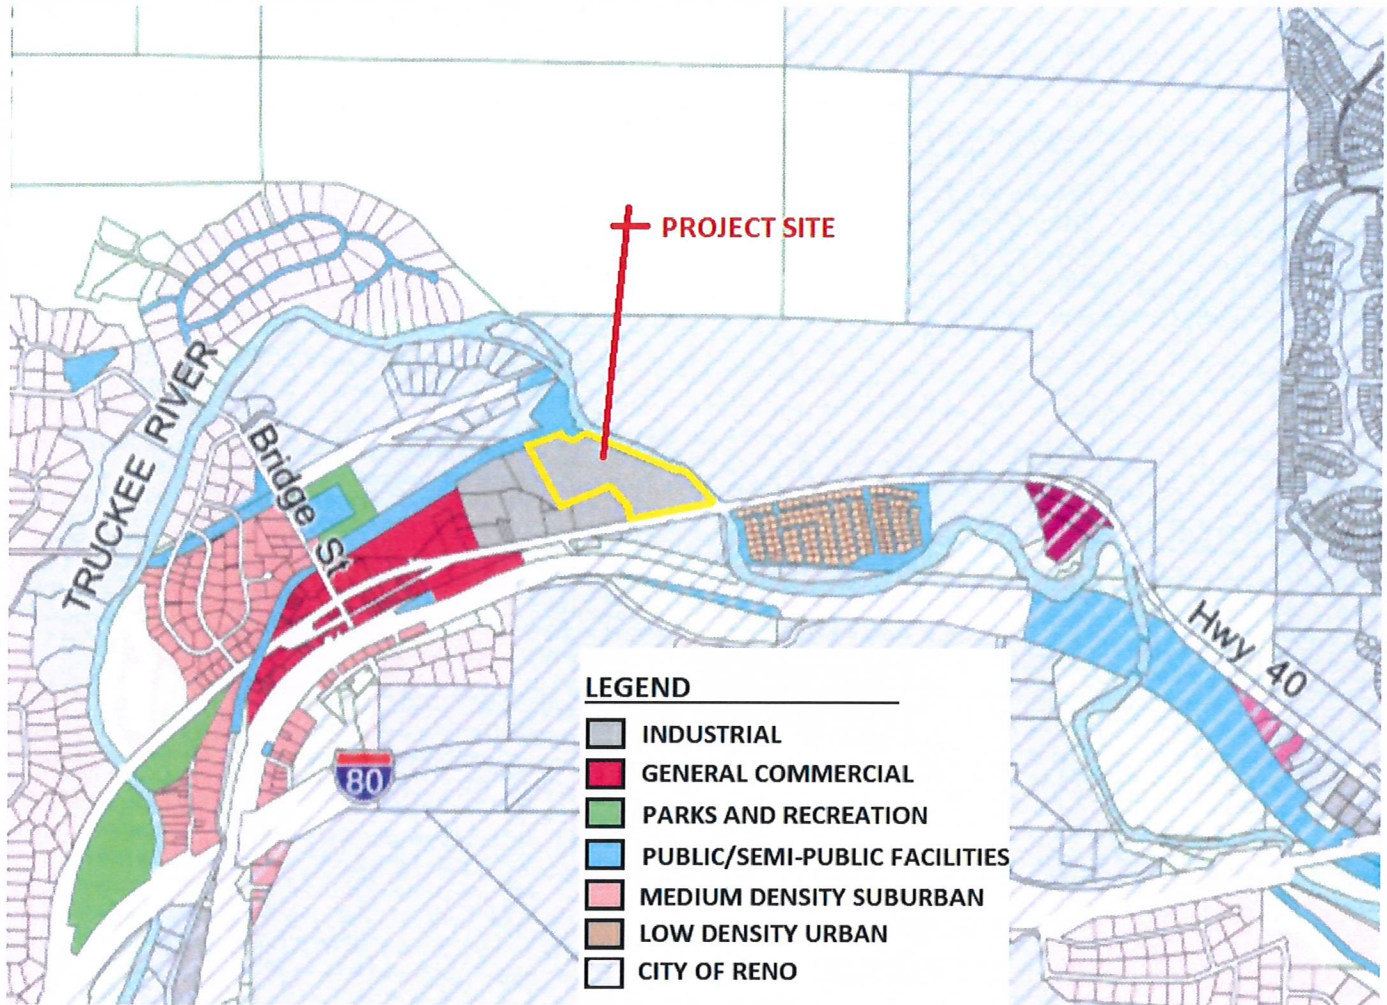 PROJECT SITE
TRUCKEE RIVER
Bridge St
Hwy 40
80
LEGEND
INDUSTRIAL
GENERAL COMMERCIAL
PARKS AND RECREATION
PUBLIC/SEMI-PUBLIC FACILITIES
MEDIUM DENSITY SUBURBAN
LOW DENSITY URBAN
CITY OF RENO